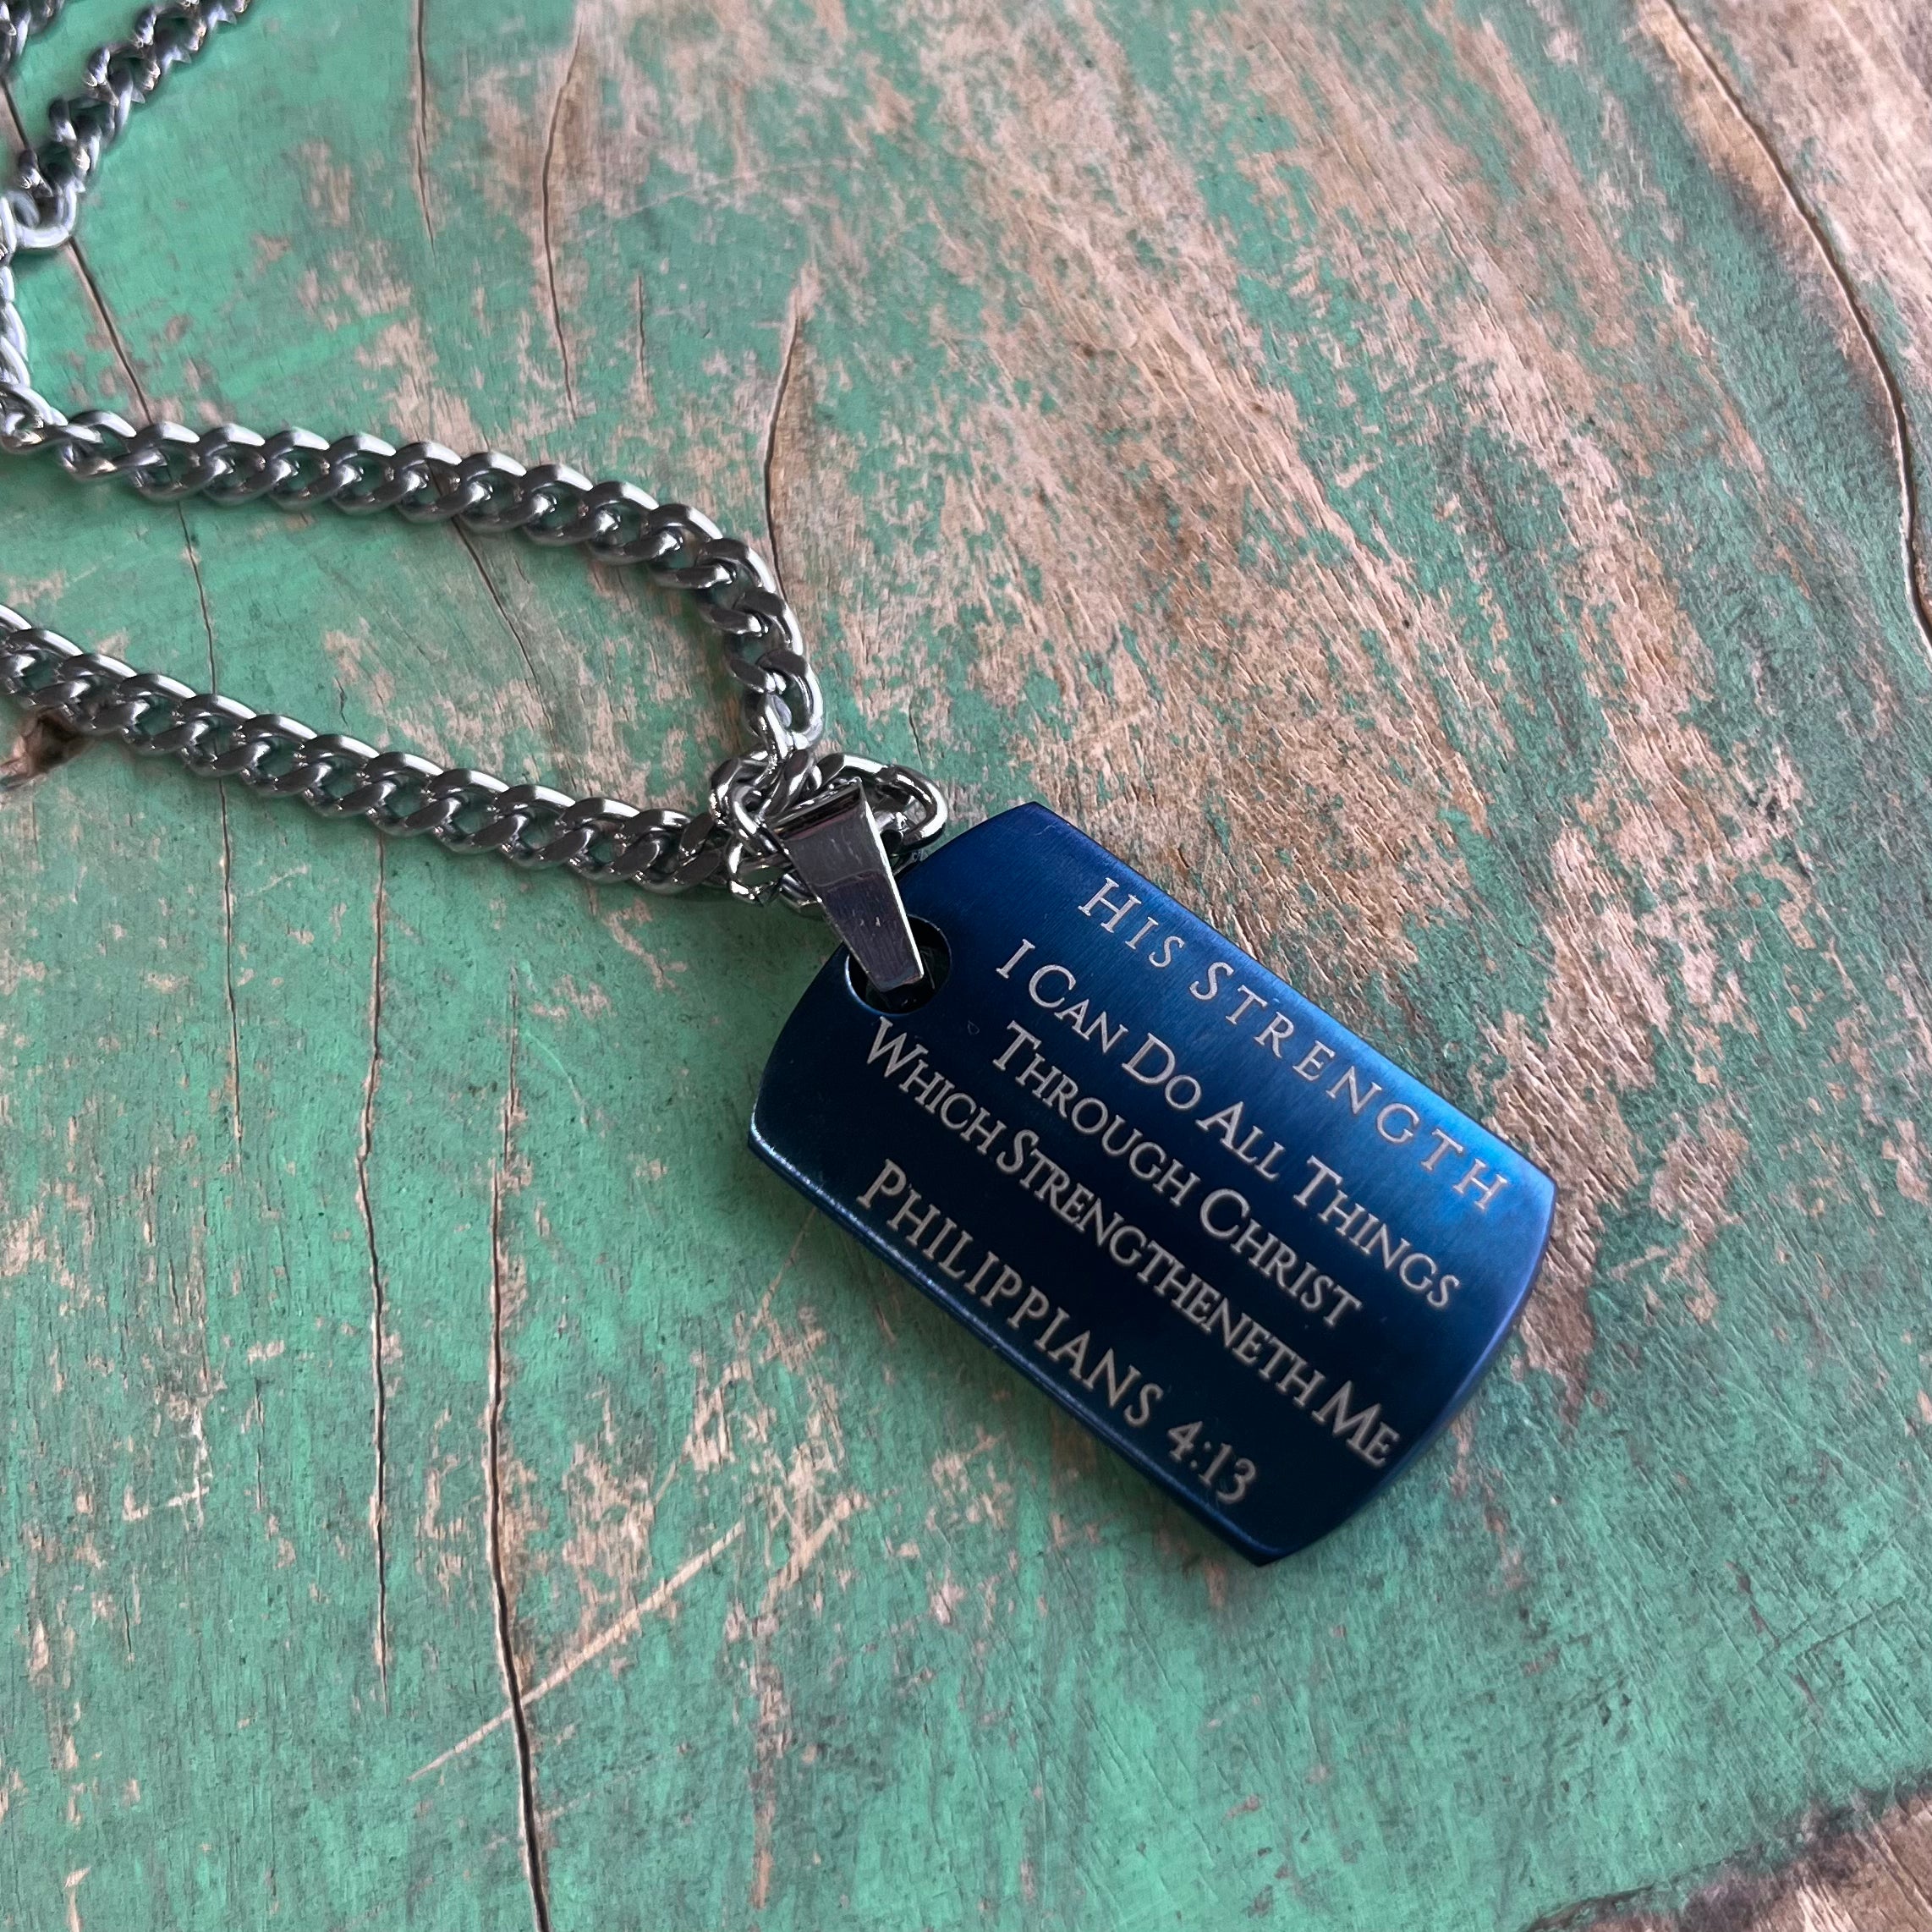 His Strength
I Can Do All Things
Through Christ
Which Strengtheneth Me
Philippians 4:13